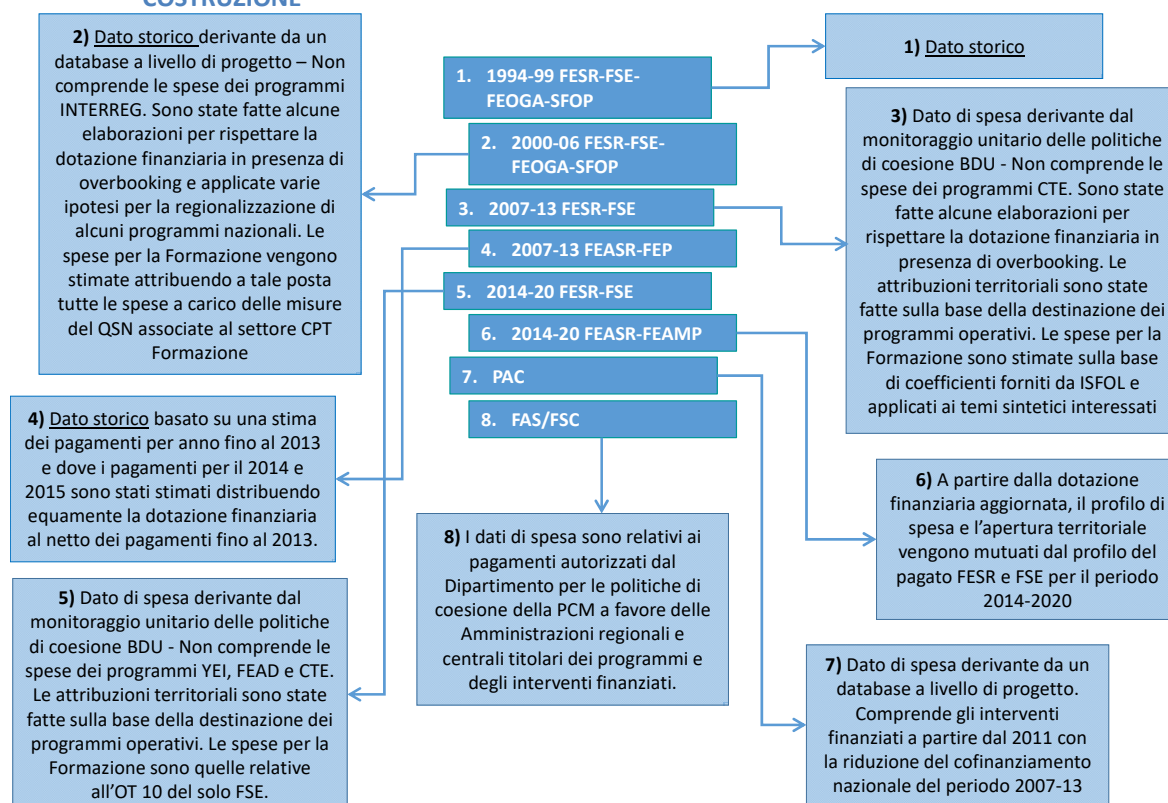 COSTRUZIONE
2) Dato storico derivante da un
database a livello di progetto – Non
comprende le spese dei programmi
INTERREG. Sono state fatte alcune
elaborazioni per rispettare la
dotazione finanziaria in presenza di
overbooking e applicate varie
ipotesi per la regionalizzazione di
alcuni programmi nazionali. Le
spese per la Formazione vengono
stimate attribuendo a tale posta
tutte le spese a carico delle misure
del QSN associate al settore CPT
Formazione
4) Dato storico basato su una stima
dei pagamenti per anno fino al 2013
e dove i pagamenti per il 2014 e
2015 sono stati stimati distribuendo
equamente la dotazione finanziaria
al netto dei pagamenti fino al 2013.
5) Dato di spesa derivante dal
monitoraggio unitario delle politiche
di coesione BDU - Non comprende le
spese dei programmi YEI, FEAD e CTE.
Le attribuzioni territoriali sono state
fatte sulla base della destinazione dei
programmi operativi. Le spese per la
Formazione sono quelle relative
all’OT 10 del solo FSE.
1. 1994-99 FESR-FSE-
FEOGA-SFOP
2. 2000-06 FESR-FSE-
FEOGA-SFOP
3. 2007-13 FESR-FSE
4. 2007-13 FEASR-FEP
5. 2014-20 FESR-FSE
6. 2014-20 FEASR-FEAMP
7. PAC
8. FAS/FSC
8) I dati di spesa sono relativi ai
pagamenti autorizzati dal
Dipartimento per le politiche di
coesione della PCM a favore delle
Amministrazioni regionali e
centrali titolari dei programmi e
degli interventi finanziati.
1) Dato storico
3) Dato di spesa derivante dal
monitoraggio unitario delle politiche
di coesione BDU - Non comprende le
spese dei programmi CTE. Sono state
fatte alcune elaborazioni per
rispettare la dotazione finanziaria in
presenza di overbooking. Le
attribuzioni territoriali sono state
fatte sulla base della destinazione dei
programmi operativi. Le spese per la
Formazione sono stimate sulla base
di coefficienti forniti da ISFOL e
applicati ai temi sintetici interessati
6) A partire dalla dotazione
finanziaria aggiornata, il profilo di
spesa e l’apertura territoriale
vengono mutuati dal profilo del
pagato FESR e FSE per il periodo
2014-2020
7) Dato di spesa derivante da un
database a livello di progetto.
Comprende gli interventi
finanziati a partire dal 2011 con
la riduzione del cofinanziamento
nazionale del periodo 2007-13